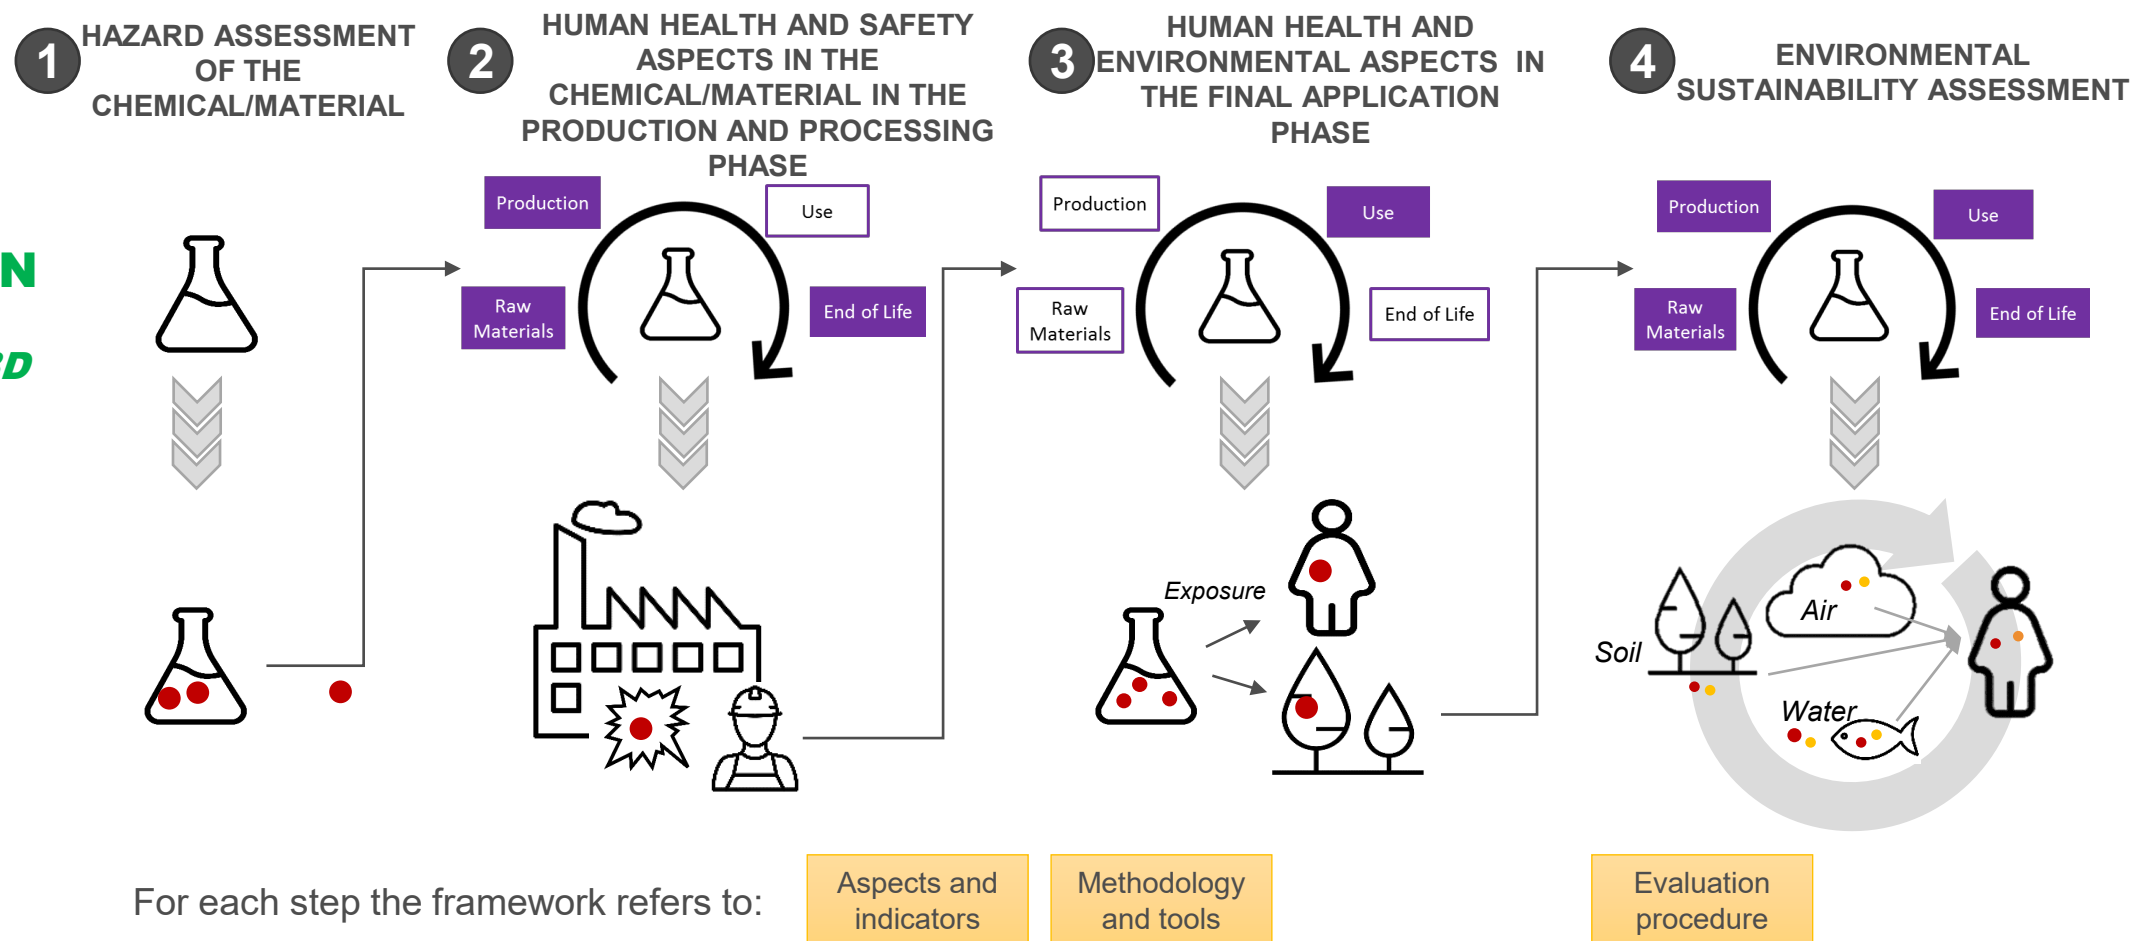 1
HAZARD ASSESSMENT
OF THE
CHEMICAL/MATERIAL
2
HUMAN HEALTH AND SAFETY
ASPECTS IN THE
CHEMICAL/MATERIAL IN THE
PRODUCTION AND PROCESSING
PHASE
3
HUMAN HEALTH AND
ENVIRONMENTAL ASPECTS IN
THE FINAL APPLICATION
PHASE
4
ENVIRONMENTAL
SUSTAINABILITY ASSESSMENT
N
D
Production
Use
Raw
Materials
End of Life
Production
Use
Raw
Materials
End of Life
Production
Use
Raw
Materials
End of Life
Exposure
Soil
Air
Water
For each step the framework refers to:
Aspects and
indicators
Methodology
and tools
Evaluation
procedure